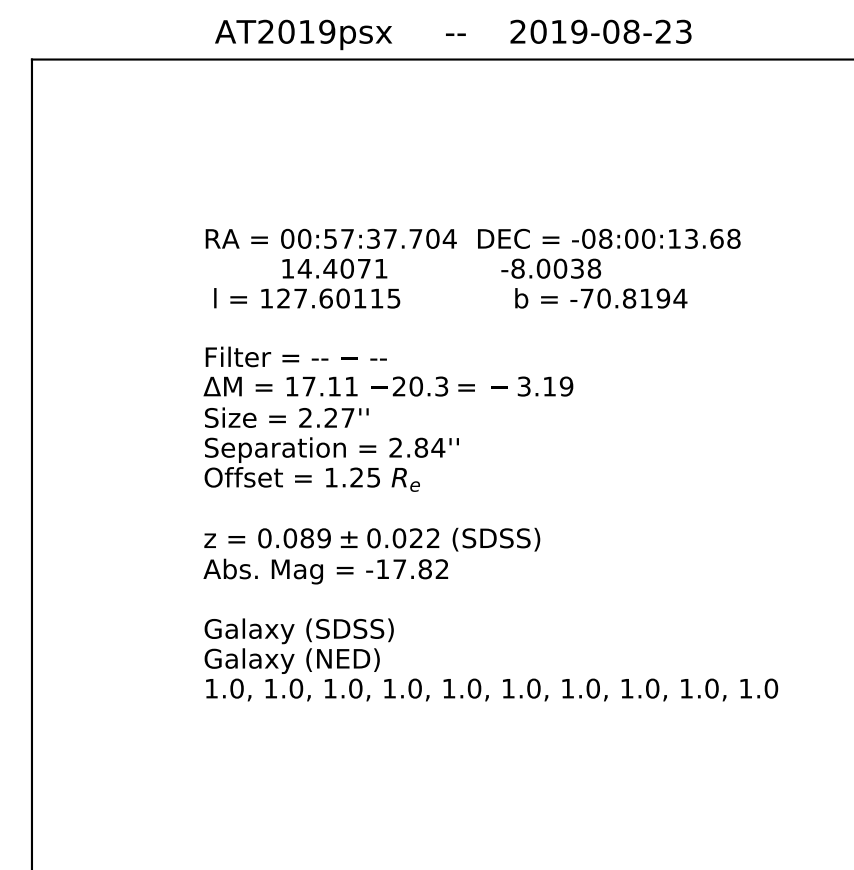 AT2019psx -- 2019-08-23
RA = 00:57:37.704 DEC = -08:00:13.68
14.4071 -8.0038
l = 127.60115 b = -70.8194
Filter = -- − --
ΔM = 17.11 −20.3 = − 3.19
Size = 2.27''
Separation = 2.84''
Offset = 1.25 Re
z = 0.089 ± 0.022 (SDSS)
Abs. Mag = -17.82
Galaxy (SDSS)
Galaxy (NED)
1.0, 1.0, 1.0, 1.0, 1.0, 1.0, 1.0, 1.0, 1.0, 1.0